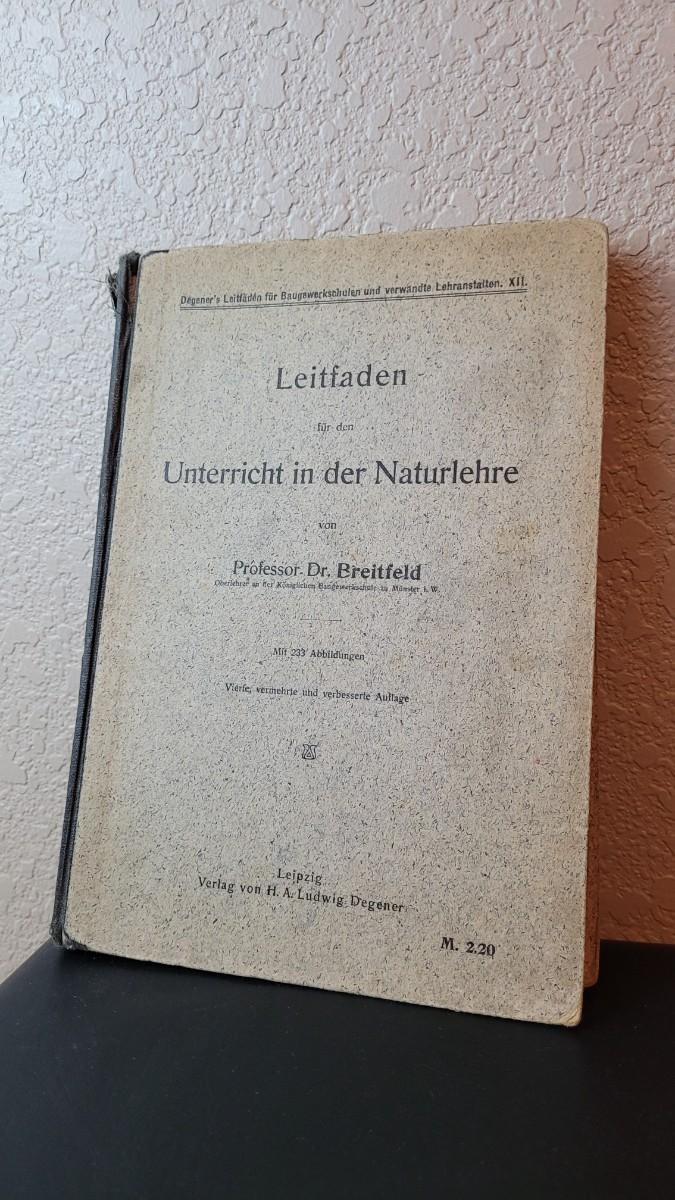 Degener's Leitfäden für Baugewerkschulen und verwandte Lehranstalten. XII.
Leitfaden
für den
Unterricht in der Naturlehre
von
Professor Dr. Breitfeld
Oberlehrer an der Königlichen Baugewerkschule zu Münster i. W.
Mit 233 Abbildungen
Vierte, vermehrte und verbesserte Auflage
Leipzig
Verlag von H. A. Ludwig Degener
M. 2.20